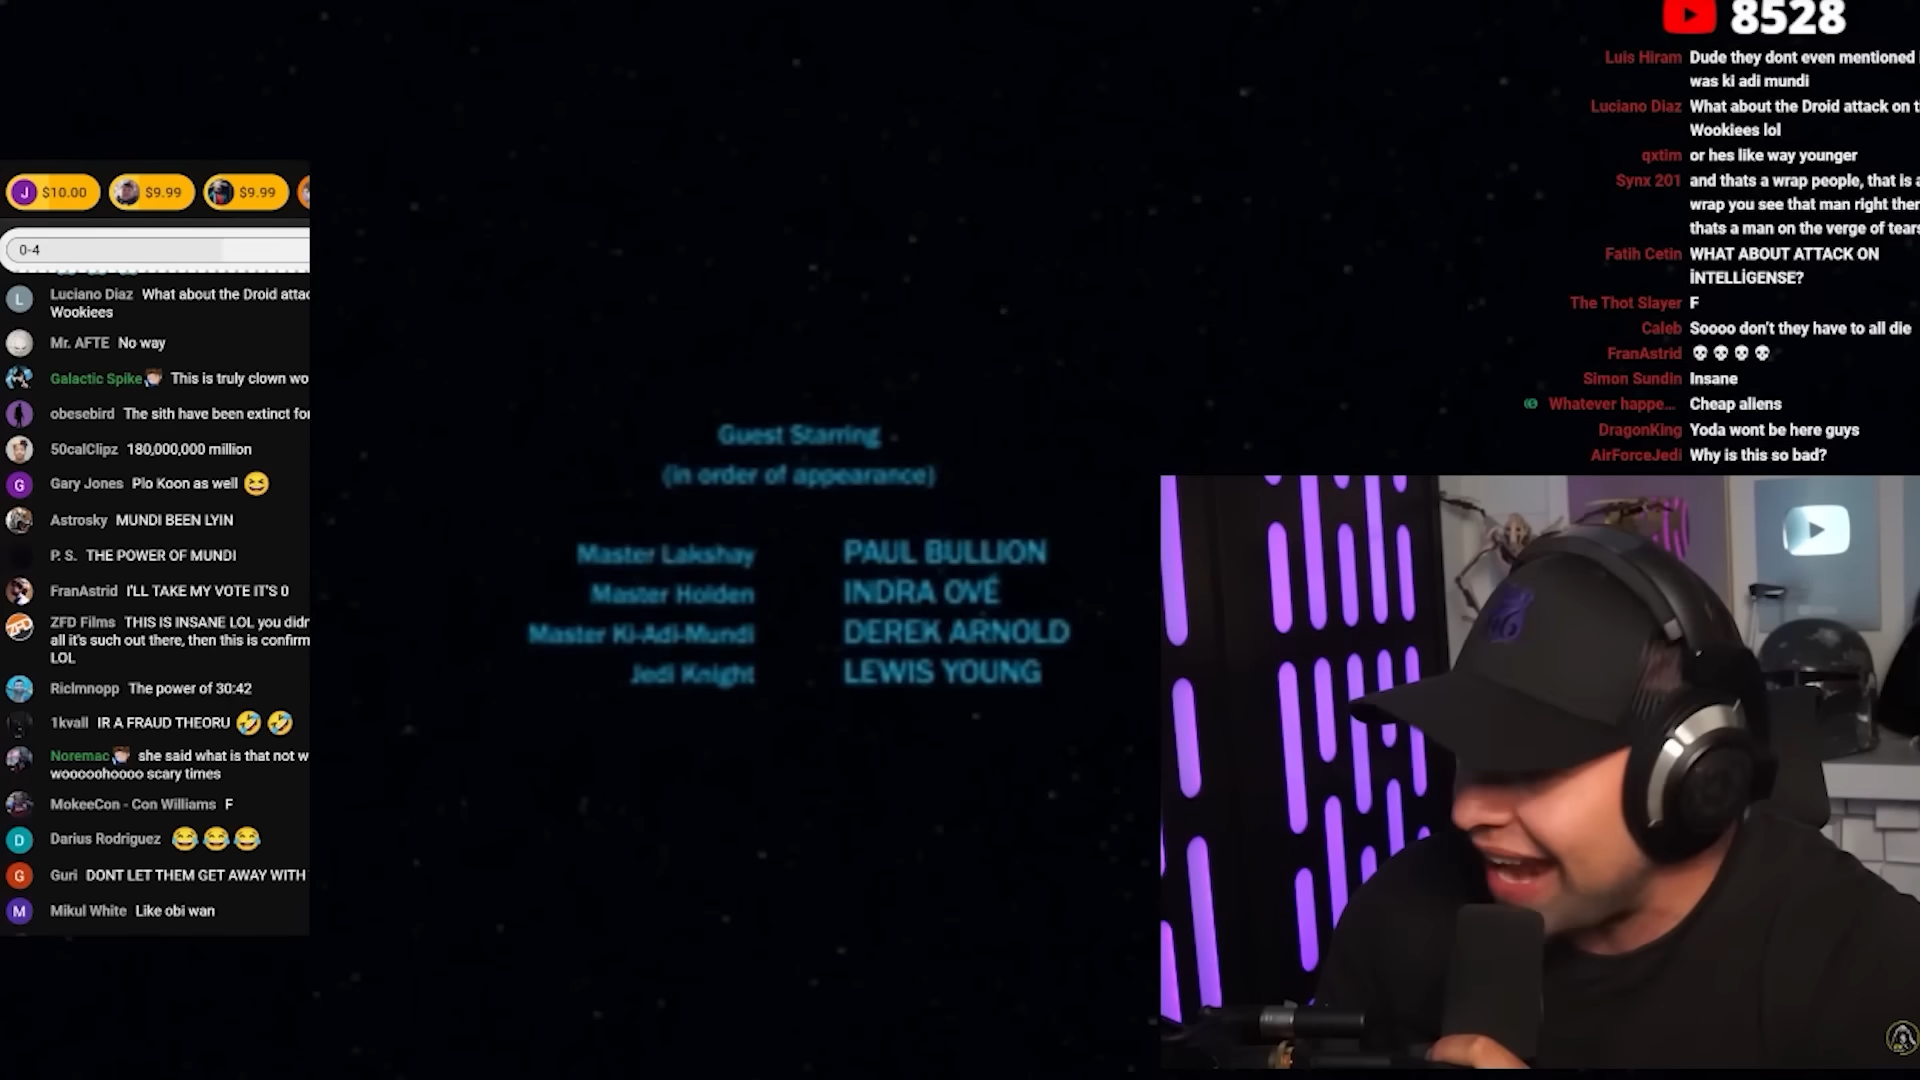 8528
Luis Hiram Dude they dont even mentioned
was ki adi mundi
Luciano Diaz What about the Droid attack on
Wookiees lol
qxtim or hes like way younger
Synx 201 and thats a wrap people, that is a
wrap you see that man right
thats a man on the verge of tears
Fatih Cetin WHAT ABOUT ATTACK ON
İNTELLİGENSE?
The Thot Slayer F
Caleb Soooo don't they have to all die
FranAstrid 💀💀💀💀
Simon Sundin Insane
Whatever happe... Cheap aliens
DragonKing Yoda wont be here guys
AirForceJedi Why is this so bad?
J $10.00 $9.99 $9.99
0-4
L Luciano Diaz What about the Droid attac
Wookiees
Mr. AFTE No way
Galactic Spike This is truly clown wo
obesebird The sith have been extinct for
50calClipz 180,000,000 million
G Gary Jones Plo Koon as well 😆
Astrosky MUNDI BEEN LYIN
P. S. THE POWER OF MUNDI
FranAstrid I'LL TAKE MY VOTE IT'S 0
ZFD ZFD Films THIS IS INSANE LOL you didn
all it's such out there, then this is confirm
LOL
Riclmnopp The power of 30:42
1kvall IR A FRAUD THEORU 🤣 🤣
Noremac she said what is that not w
wooooohoooo scary times
MokeeCon - Con Williams F
D Darius Rodriguez 😂 😂 😂
G Guri DONT LET THEM GET AWAY WITH
M Mikul White Like obi wan
Guest Starring
(in order of appearance)
Master Lakshay PAUL BULLION
Master Holden INDRA OVÉ
Master Ki-Adi-Mundi DEREK ARNOLD
Jedi Knight LEWIS YOUNG